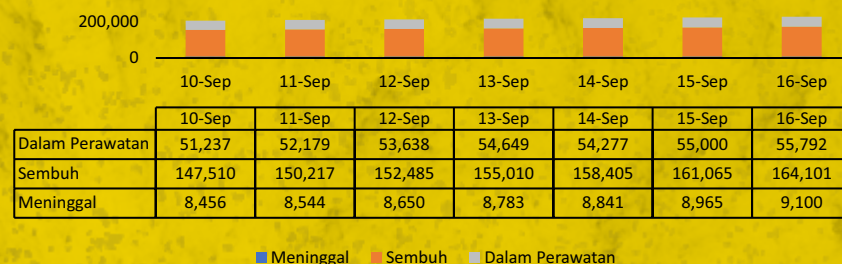 200,000
0
10-Sep 11-Sep 12-Sep 13-Sep 14-Sep 15-Sep 16-Sep
10-Sep 11-Sep 12-Sep 13-Sep 14-Sep 15-Sep 16-Sep
Dalam Perawatan 51,237 52,179 53,638 54,649 54,277 55,000 55,792
Sembuh 147,510 150,217 152,485 155,010 158,405 161,065 164,101
Meninggal 8,456 8,544 8,650 8,783 8,841 8,965 9,100
Meninggal Sembuh Dalam Perawatan